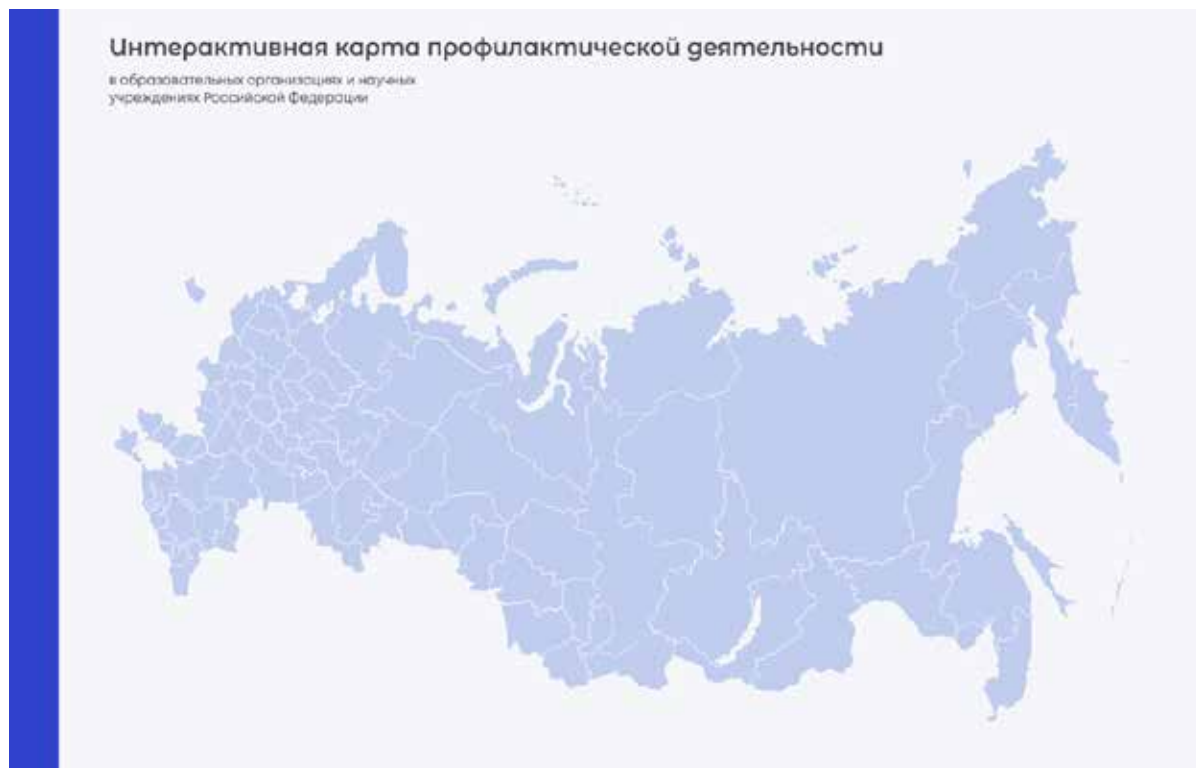 Интерактивная карта профилактической деятельности
в образовательных организациях и научных
учреждениях Российской Федерации